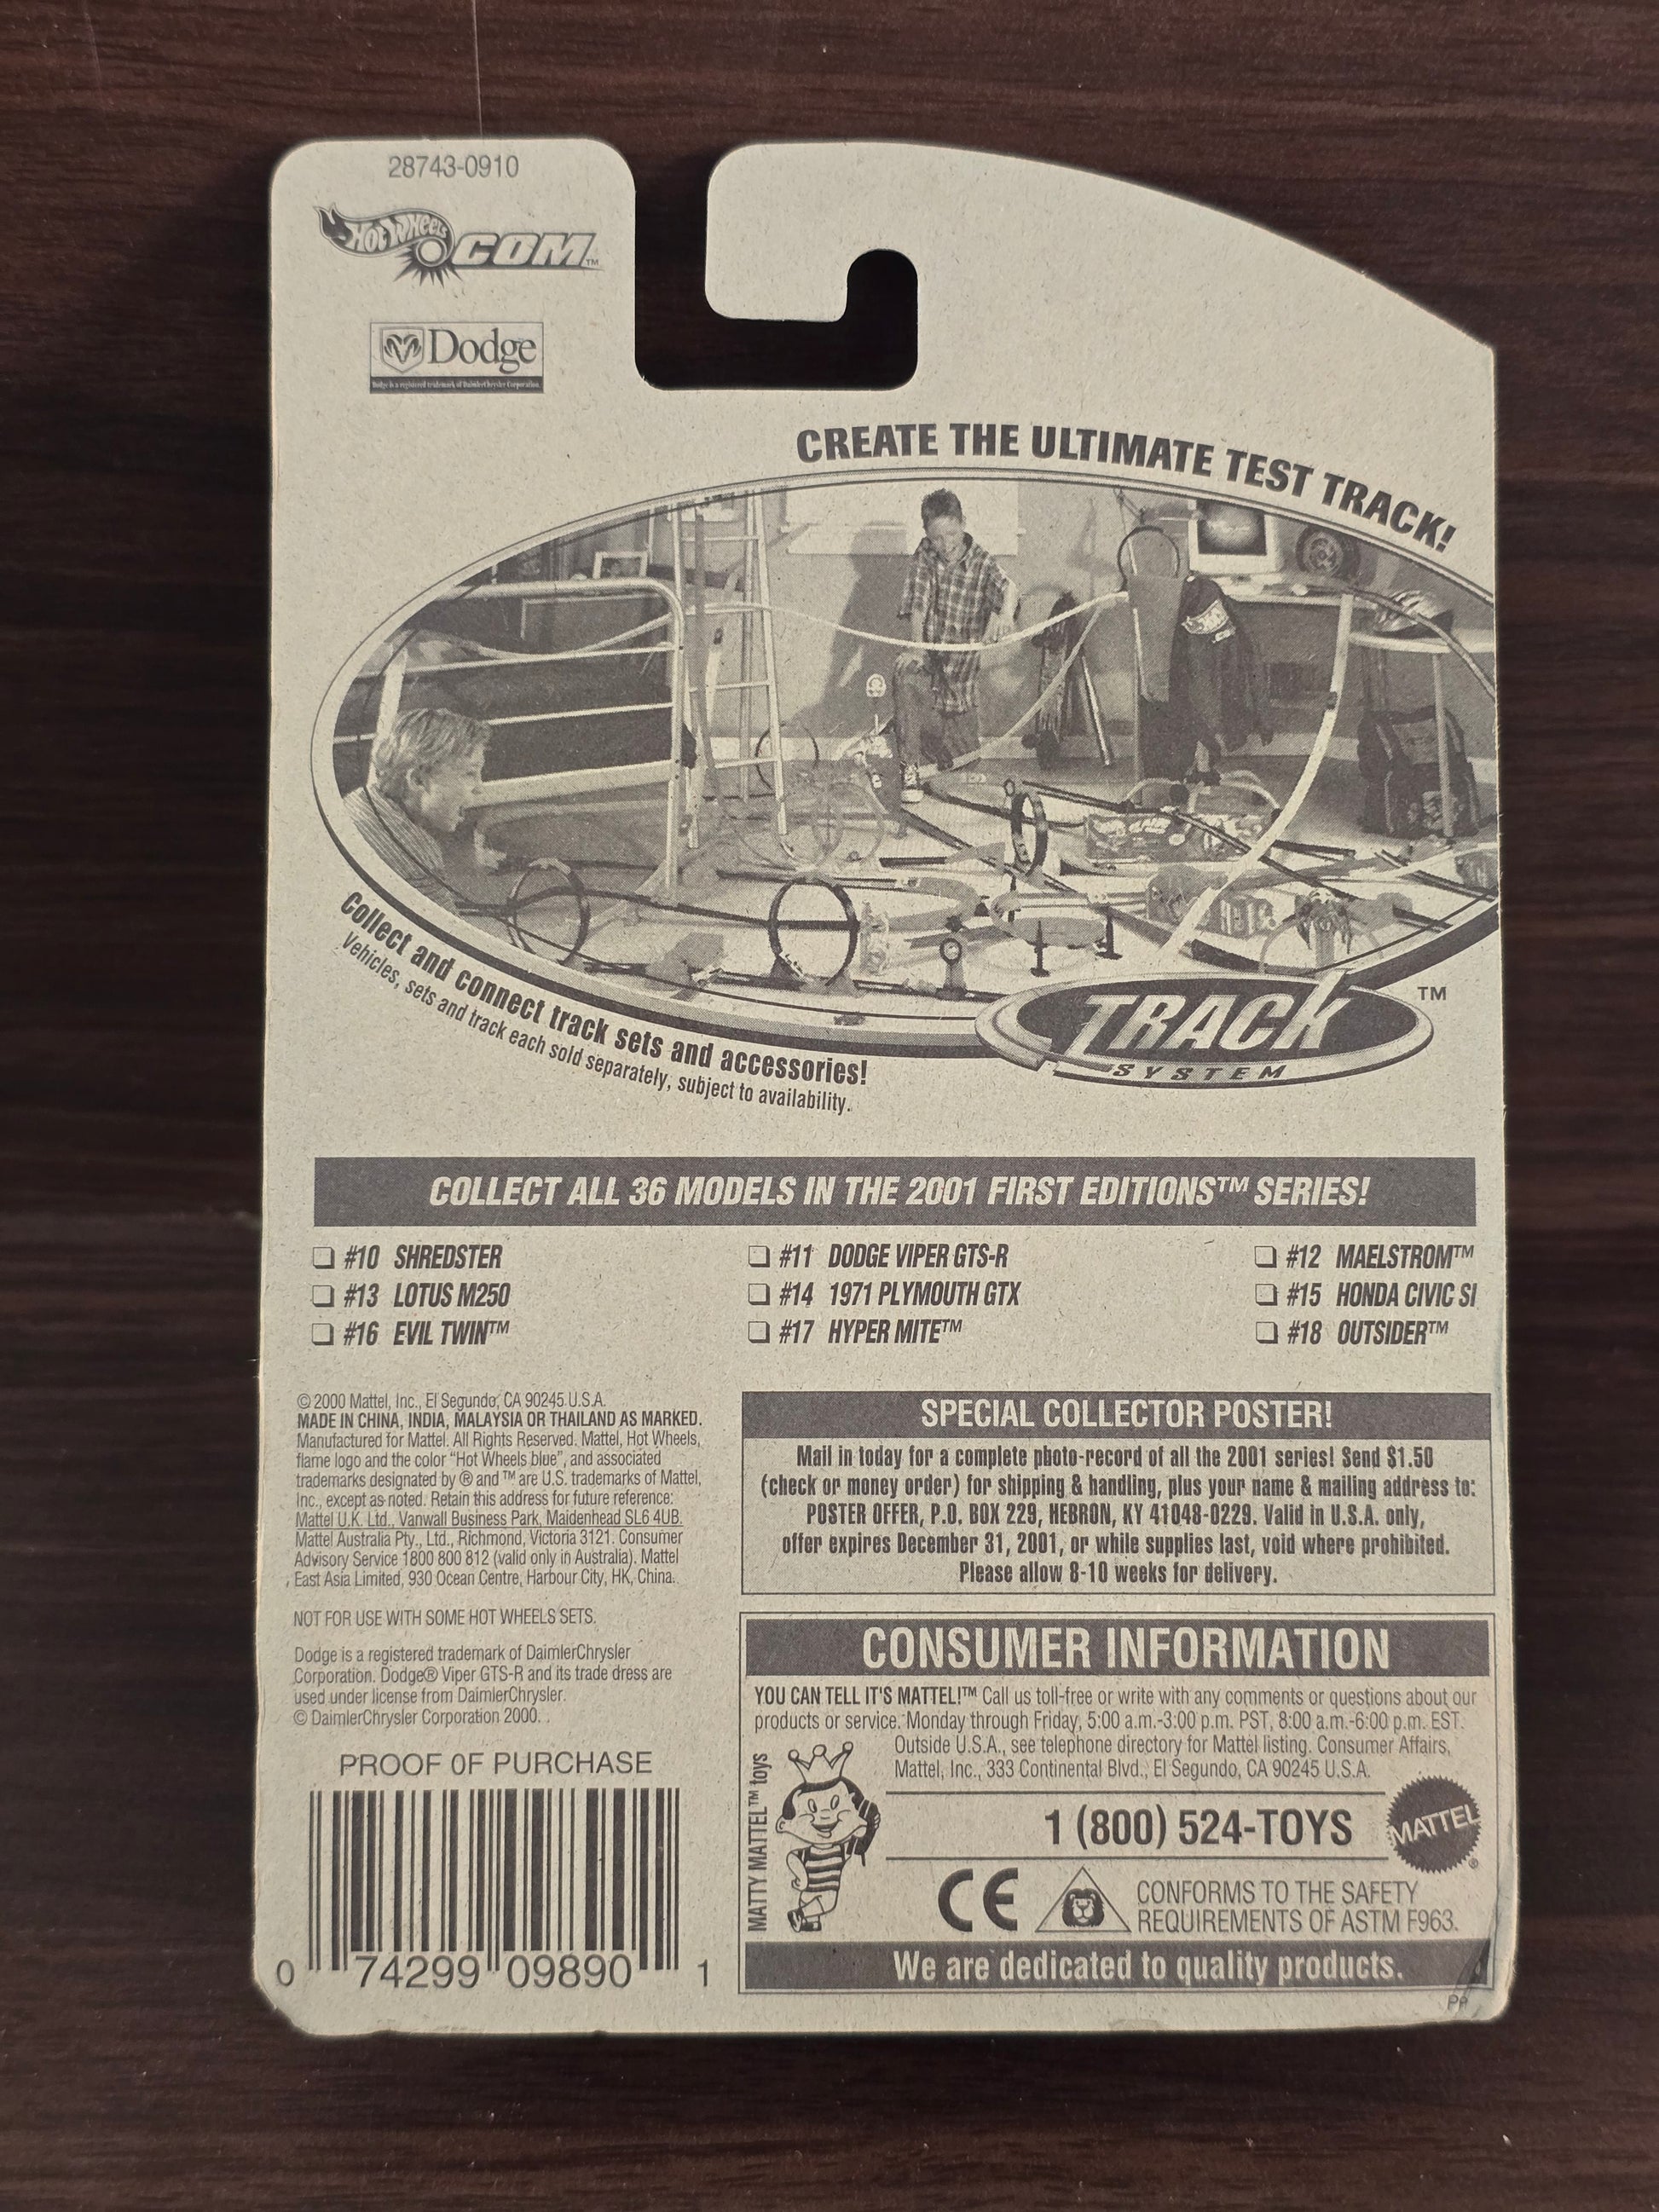 28743-0910
Hot Wheels .COM™
Dodge
Dodge is a registered trademark of DaimlerChrysler Corporation.
CREATE THE ULTIMATE TEST TRACK!
Collect and connect track sets and accessories!
Vehicles, sets and track each sold separately, subject to availability.
TRACK ™
SYSTEM
COLLECT ALL 36 MODELS IN THE 2001 FIRST EDITIONS™ SERIES!
#10 SHREDSTER
#11 DODGE VIPER GTS-R
#12 MAELSTROM™
#13 LOTUS M250
#14 1971 PLYMOUTH GTX
#15 HONDA CIVIC SI
#16 EVIL TWIN™
#17 HYPER MITE™
#18 OUTSIDER™
© 2000 Mattel, Inc., El Segundo, CA 90245 U.S.A.
MADE IN CHINA, INDIA, MALAYSIA OR THAILAND AS MARKED.
Manufactured for Mattel. All Rights Reserved. Mattel, Hot Wheels,
flame logo and the color “Hot Wheels blue”, and associated
trademarks designated by ® and ™ are U.S. trademarks of Mattel,
Inc., except as noted. Retain this address for future reference:
Mattel U.K. Ltd., Vanwall Business Park, Maidenhead SL6 4UB.
Mattel Australia Pty., Ltd., Richmond, Victoria 3121. Consumer
Advisory Service 1800 800 812 (valid only in Australia). Mattel
East Asia Limited, 930 Ocean Centre, Harbour City, HK, China.
NOT FOR USE WITH SOME HOT WHEELS SETS.
Dodge is a registered trademark of DaimlerChrysler
Corporation. Dodge® Viper GTS-R and its trade dress are
used under license from DaimlerChrysler.
© DaimlerChrysler Corporation 2000.
PROOF OF PURCHASE
0 74299 09890 1
SPECIAL COLLECTOR POSTER!
Mail in today for a complete photo-record of all the 2001 series! Send $1.50
(check or money order) for shipping & handling, plus your name & mailing address to:
POSTER OFFER, P.O. BOX 229, HEBRON, KY 41048-0229. Valid in U.S.A. only,
offer expires December 31, 2001, or while supplies last, void where prohibited.
Please allow 8-10 weeks for delivery.
CONSUMER INFORMATION
YOU CAN TELL IT'S MATTEL!™ Call us toll-free or write with any comments or questions about our
products or service. Monday through Friday, 5:00 a.m.-3:00 p.m. PST, 8:00 a.m.-6:00 p.m. EST.
Outside U.S.A., see telephone directory for Mattel listing. Consumer Affairs,
Mattel, Inc., 333 Continental Blvd., El Segundo, CA 90245 U.S.A.
MATTY MATTEL™ toys
1 (800) 524-TOYS
MATTEL®
CE
CONFORMS TO THE SAFETY
REQUIREMENTS OF ASTM F963.
We are dedicated to quality products.
PP